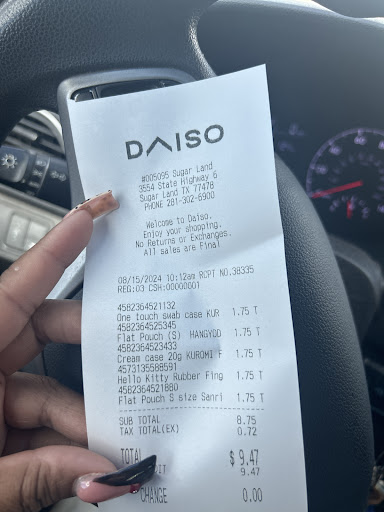 DAISO
#005095 Sugar Land
3554 State Highway 6
Sugar Land TX 77478
PHONE 281-302-6900
Welcome to Daiso.
Enjoy your shopping.
No Returns or Exchanges.
All sales are Final
08/15/2024 10:12am RCPT NO.38335
REG:03 CSH:00000001
4582364521132
One touch swab case KUR 1.75 T
4582364525345
Flat Pouch (S) HANGYOD 1.75 T
4582364523433
Cream case 20g KUROMI F 1.75 T
4573135588591
Hello Kitty Rubber Fing 1.75 T
4582364521880
Flat Pouch S size Sanri 1.75 T
SUB TOTAL 8.75
TAX TOTAL(EX) 0.72
TOTAL $ 9.47
9.47
CHANGE 0.00